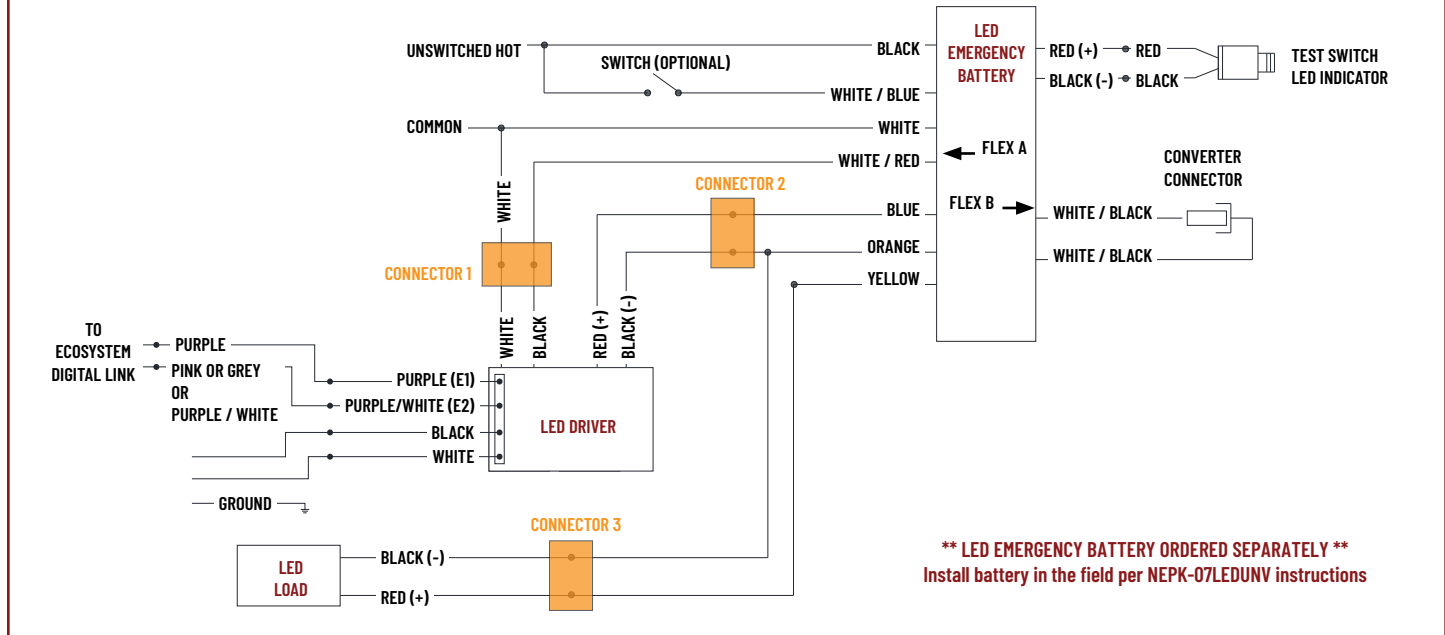 UNSWITCHED HOT
SWITCH (OPTIONAL)
BLACK
WHITE / BLUE
COMMON
WHITE
WHITE / RED
LED
EMERGENCY
BATTERY
RED (+)
RED
BLACK (-)
BLACK
TEST SWITCH
LED INDICATOR
FLEX A
FLEX B
CONVERTER
CONNECTOR
WHITE / BLACK
WHITE / BLACK
CONNECTOR 2
BLUE
ORANGE
YELLOW
WHITE
CONNECTOR 1
WHITE
BLACK
RED (+)
BLACK (-)
TO
ECOSYSTEM
DIGITAL LINK
PURPLE
PINK OR GREY
OR
PURPLE / WHITE
PURPLE (E1)
PURPLE/WHITE (E2)
BLACK
WHITE
LED DRIVER
GROUND
CONNECTOR 3
LED
LOAD
BLACK (-)
RED (+)
** LED EMERGENCY BATTERY ORDERED SEPARATELY **
Install battery in the field per NEPK-07LEDUNV instructions